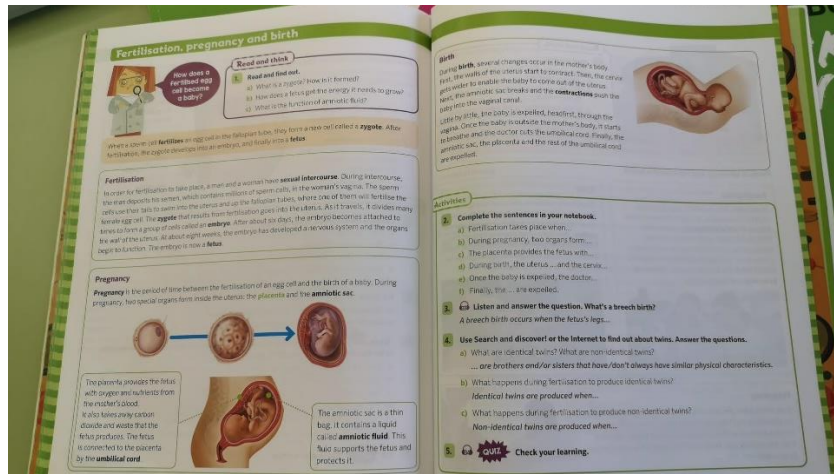 Fertilisation, pregnancy and birth
How does a
fertilised egg
cell become
a baby?
Read and think
1. Read and find out.
a) What is a zygote? How is it formed?
b) How does a fetus get the energy it needs to grow?
c) What is the function of amniotic fluid?
When a sperm cell fertilises an egg cell in the fallopian tube, they form a new cell called a zygote. After
fertilisation, the zygote develops into an embryo, and finally into a fetus
Fertilisation
In order for fertilisation to take place, a man and a woman have sexual intercourse. During intercourse,
the man deposits his semen, which contains millions of sperm cells, in the woman's vagina. The sperm
cells use their tails to swim into the uterus and up the fallopian tubes, where one of them will fertilise the
female egg cell. The zygote that results from fertilisation goes into the uterus. As it travels, it divides many
times to form a group of cells called an embryo. After about six days, the embryo becomes attached to
the wall of the uterus. At about eight weeks, the embryo has developed a nervous system and the organs
begin to function. The embryo is now a fetus
Pregnancy
Pregnancy is the period of time between the fertilisation of an egg cell and the birth of a baby. During
pregnancy, two special organs form inside the uterus: the placenta and the amniotic sac.
The placenta provides the fetus
with oxygen and nutrients from
the mother's blood.
It also takes away carbon
dioxide and waste that the
fetus produces. The fetus
is connected to the placenta
by the umbilical cord
The amniotic sac is a thin
bag. It contains a liquid
called amniotic fluid. This
fluid supports the fetus and
protects it.
Birth
During birth, several changes occur in the mother's body.
First, the walls of the uterus start to contract. Then, the cervix
gets wider to enable the baby to come out of the uterus.
Next, the amniotic sac breaks and the contractions push the
baby into the vaginal canal.
Little by little, the baby is expelled, headfirst, through the
vagina. Once the baby is outside the mother's body, it starts
to breathe and the doctor cuts the umbilical cord. Finally, the
amniotic sac, the placenta and the rest of the umbilical cord
are expelled.
Activities
2. Complete the sentences in your notebook.
a) Fertilisation takes place when...
b) During pregnancy, two organs form...
c) The placenta provides the fetus with...
d) During birth, the uterus ... and the cervix...
e) Once the baby is expelled, the doctor...
f) Finally, the ... are expelled.
3. Listen and answer the question. What's a breech birth?
A breech birth occurs when the fetus's legs...
4. Use Search and discover! or the Internet to find out about twins. Answer the questions.
a) What are identical twins? What are non-identical twins?
... are brothers and/or sisters that have/don't always have similar physical characteristics.
b) What happens during fertilisation to produce identical twins?
Identical twins are produced when...
c) What happens during fertilisation to produce non-identical twins?
Non-identical twins are produced when...
5. QUIZ Check your learning.